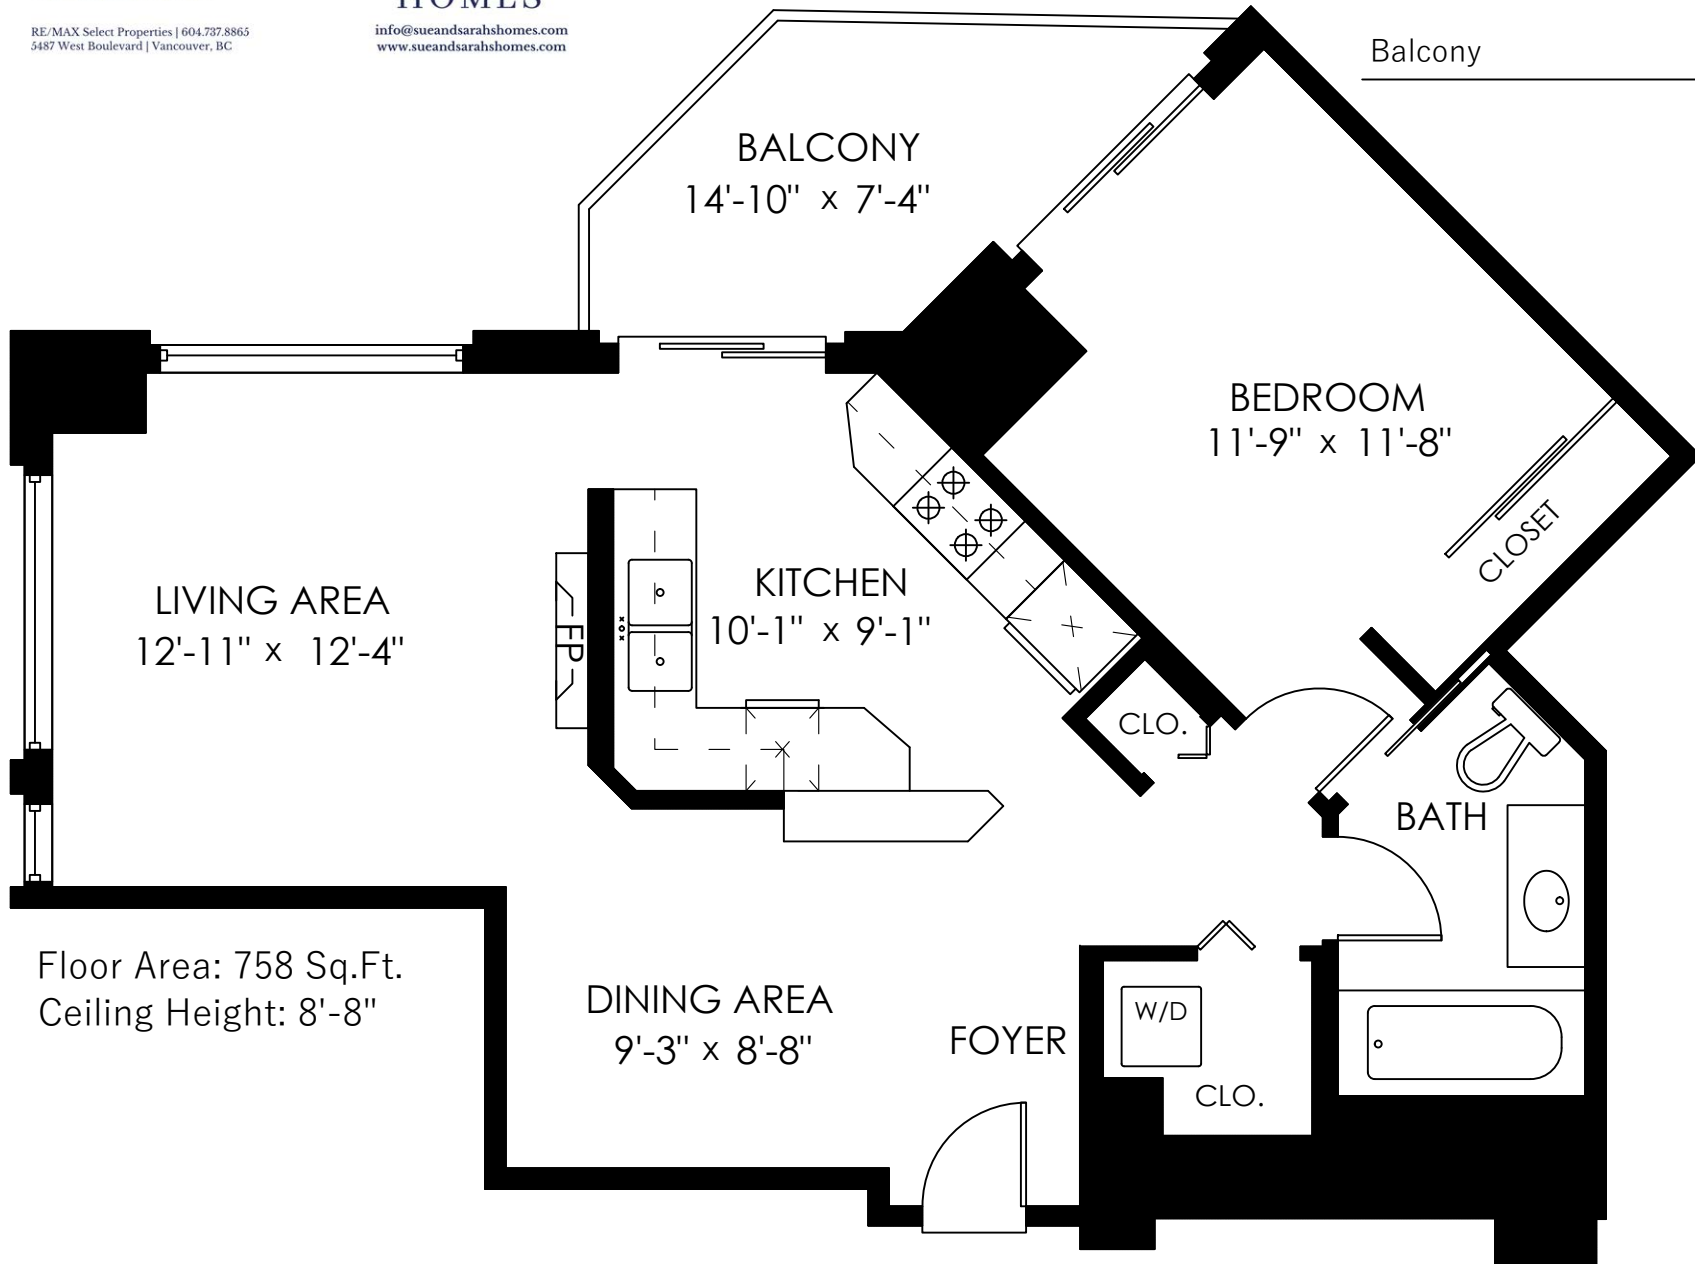 HOMES
RE/MAX Select Properties | 604.737.8865
5487 West Boulevard | Vancouver, BC
info@sueandsarahshomes.com
www.sueandsarahshomes.com
Balcony
BALCONY
14'-10" x 7'-4"
BEDROOM
11'-9" x 11'-8"
CLOSET
LIVING AREA
12'-11" x 12'-4"
FP
KITCHEN
10'-1" x 9'-1"
CLO.
BATH
Floor Area: 758 Sq.Ft.
Ceiling Height: 8'-8"
DINING AREA
9'-3" x 8'-8"
FOYER
W/D
CLO.